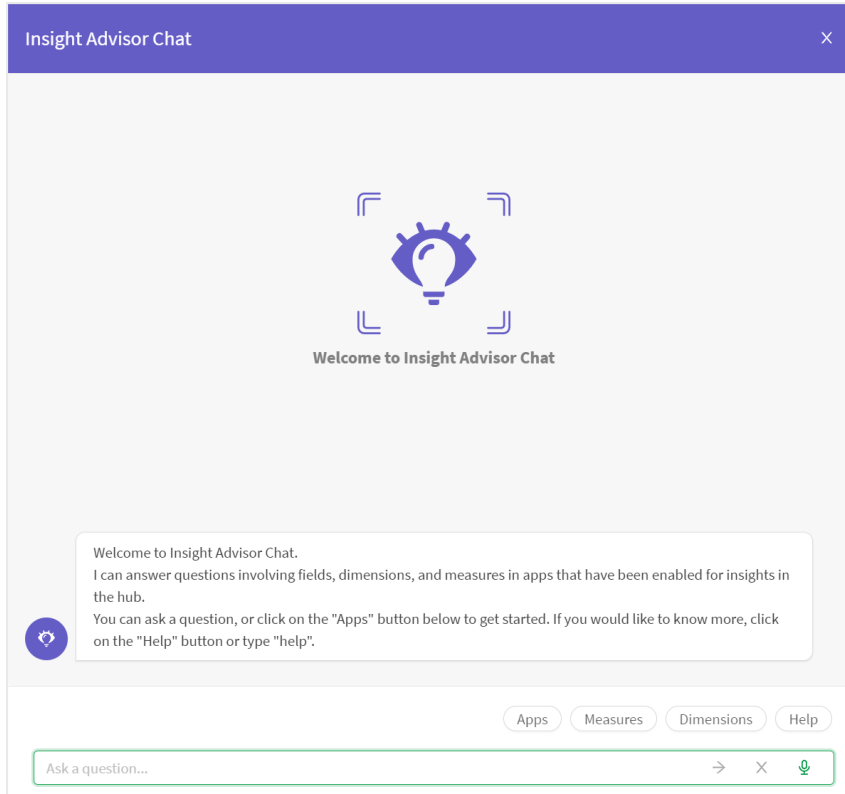 Insight Advisor Chat
Welcome to Insight Advisor Chat
Welcome to Insight Advisor Chat.
I can answer questions involving fields, dimensions, and measures in apps that have been enabled for insights in
the hub.
You can ask a question, or click on the "Apps" button below to get started. If you would like to know more, click
on the "Help" button or type "help".
Apps Measures Dimensions Help
Ask a question...